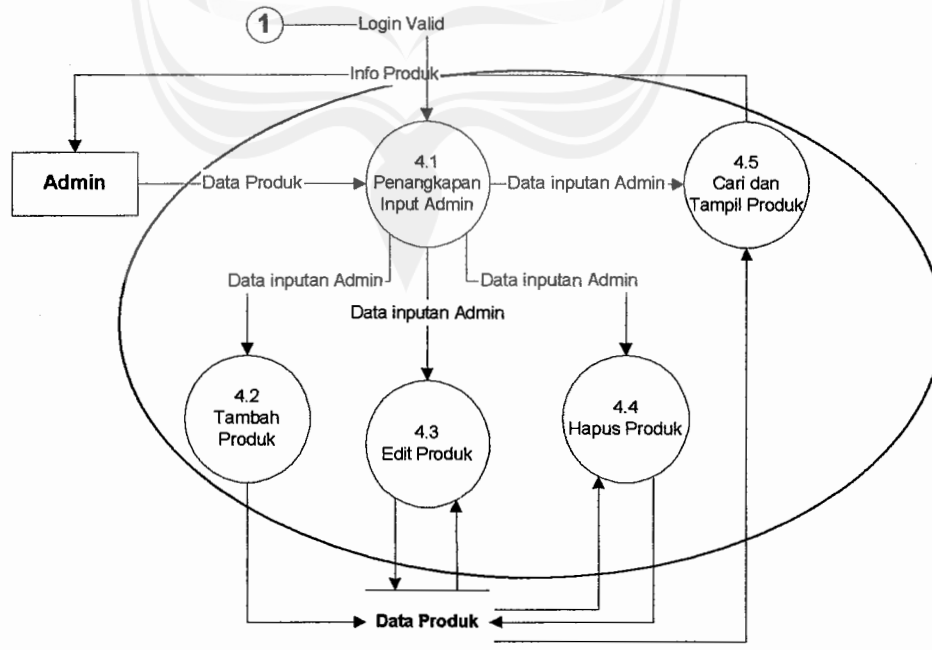 1
Login Valid
Info Produk
Admin
Data Produk
4.1
Penangkapan
Input Admin
Data inputan Admin
4.5
Cari dan
Tampil Produk
Data inputan Admin
Data inputan Admin
Data inputan Admin
4.2
Tambah
Produk
4.3
Edit Produk
4.4
Hapus Produk
Data Produk